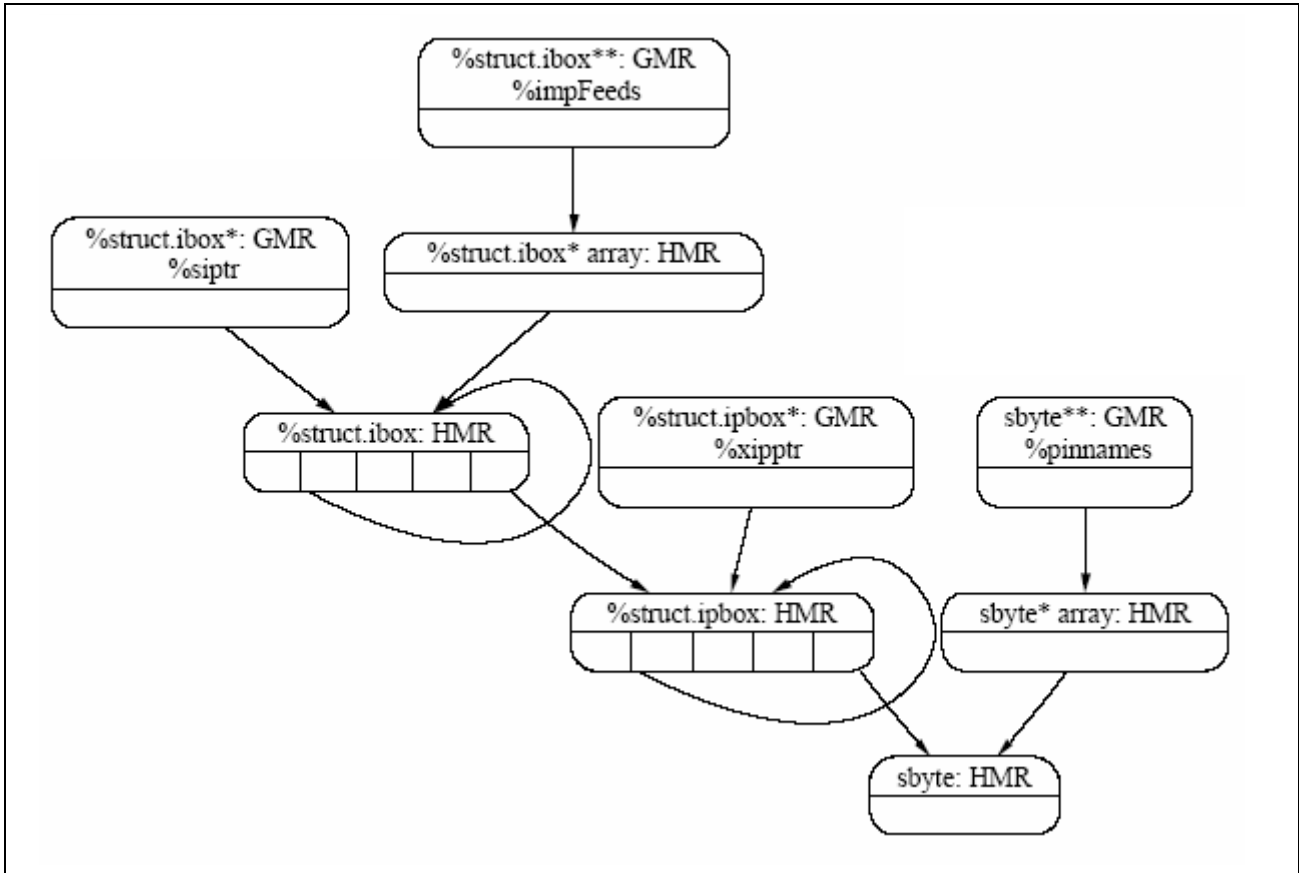 %struct.ibox**: GMR
%impFeeds
%struct.ibox*: GMR
%siptr
%struct.ibox* array: HMR
%struct.ibox: HMR
%struct.ipbox*: GMR
%xipptr
sbyte**: GMR
%pinnames
%struct.ipbox: HMR
sbyte* array: HMR
sbyte: HMR